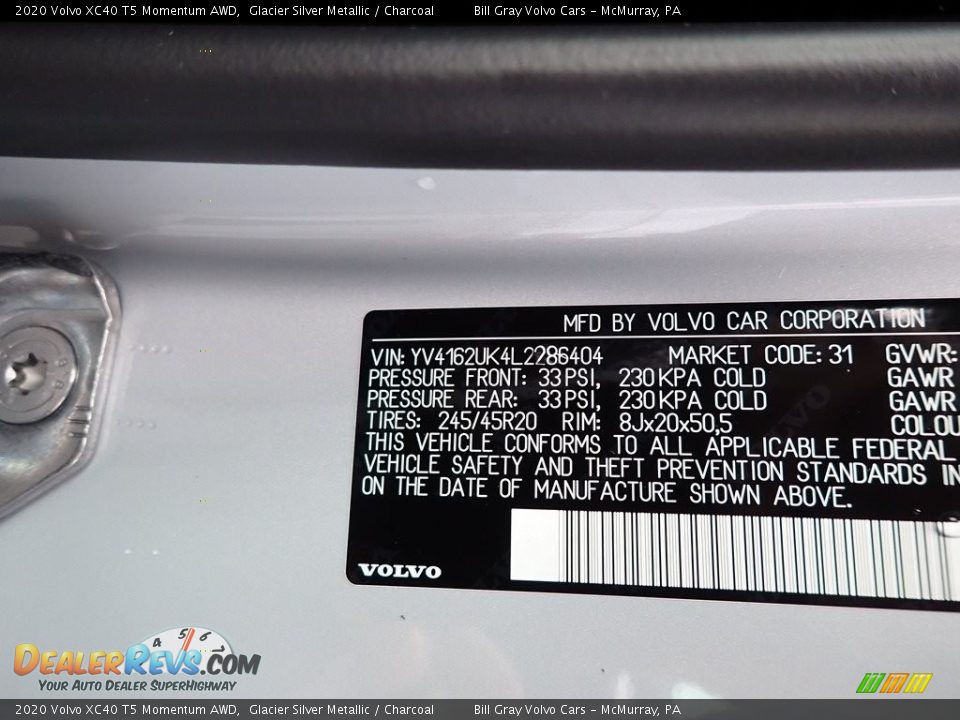 2020 Volvo XC40 T5 Momentum AWD, Glacier Silver Metallic / Charcoal Bill Gray Volvo Cars - McMurray, PA
MFD BY VOLVO CAR CORPORATION
VIN: YV4162UK4L2286404 MARKET CODE: 31 GVWR:
PRESSURE FRONT: 33 PSI, 230 KPA COLD GAWR
PRESSURE REAR: 33 PSI, 230 KPA COLD GAWR
TIRES: 245/45R20 RIM: 8Jx20x50,5 COLOU
THIS VEHICLE CONFORMS TO ALL APPLICABLE FEDERAL
VEHICLE SAFETY AND THEFT PREVENTION STANDARDS IN
ON THE DATE OF MANUFACTURE SHOWN ABOVE.
VOLVO
4 5 6 7
DEALERREVS.COM
YOUR AUTO DEALER SUPERHIGHWAY
2020 Volvo XC40 T5 Momentum AWD, Glacier Silver Metallic / Charcoal Bill Gray Volvo Cars - McMurray, PA